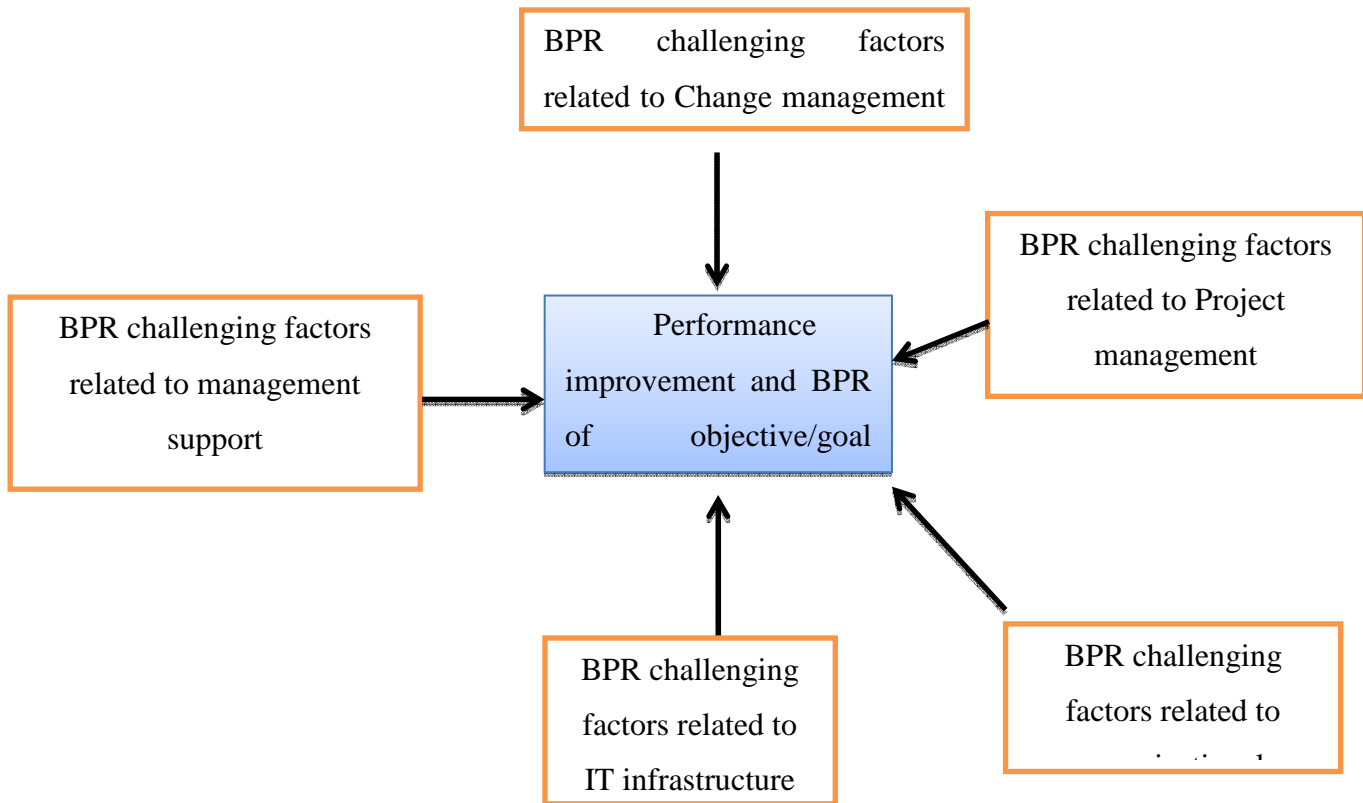 BPR challenging factors
related to Change management
BPR challenging factors
related to Project
management
BPR challenging factors
related to management
support
Performance
improvement and BPR
of objective/goal
BPR challenging
factors related to
IT infrastructure
BPR challenging
factors related to